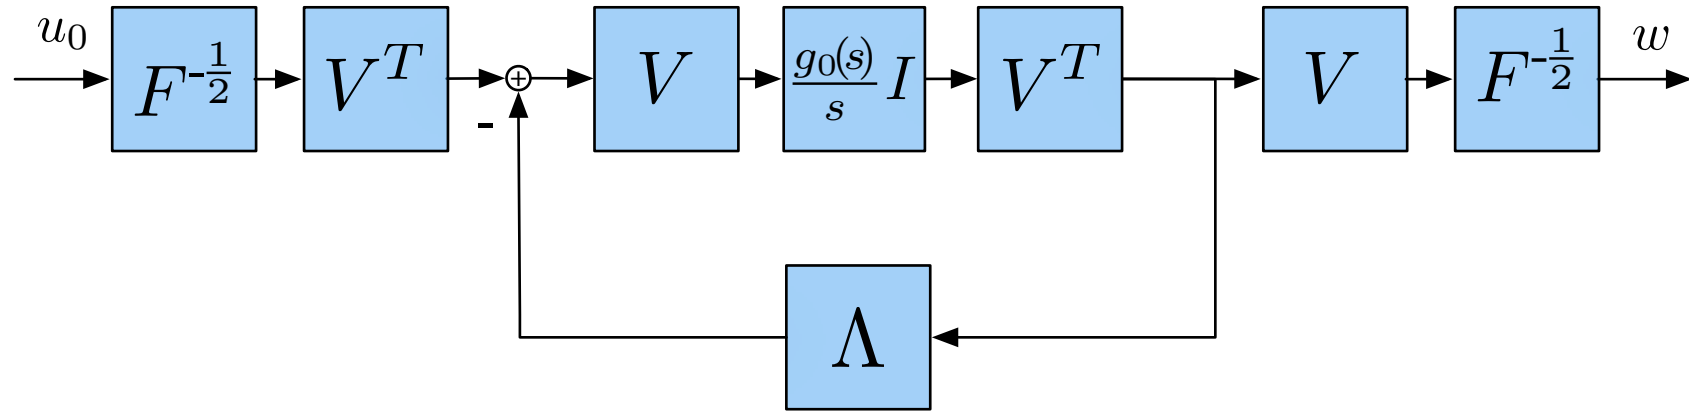 u₀ F^{-1/2} V^T + V g₀(s)/s I V^T V F^{-1/2} w
-
Λ